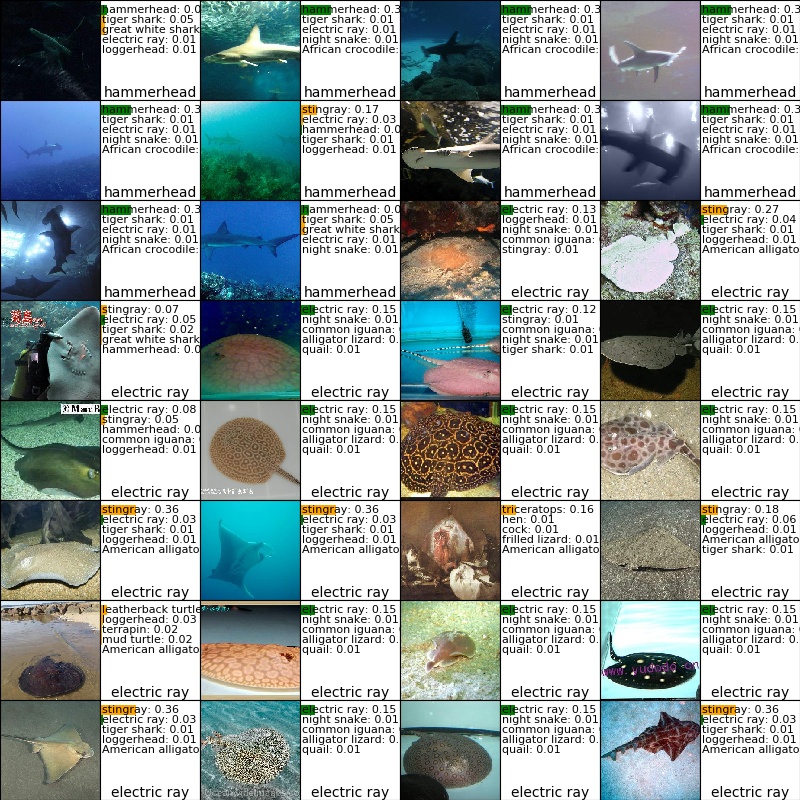 hammerhead: 0.0
tiger shark: 0.05
great white shark
electric ray: 0.01
loggerhead: 0.01
hammerhead
hammerhead: 0.3
tiger shark: 0.01
electric ray: 0.01
night snake: 0.01
African crocodile:
hammerhead
hammerhead: 0.3
tiger shark: 0.01
electric ray: 0.01
night snake: 0.01
African crocodile:
hammerhead
hammerhead: 0.3
tiger shark: 0.01
electric ray: 0.01
night snake: 0.01
African crocodile:
hammerhead
hammerhead: 0.3
tiger shark: 0.01
electric ray: 0.01
night snake: 0.01
African crocodile:
hammerhead
stingray: 0.17
electric ray: 0.03
hammerhead: 0.0
tiger shark: 0.01
loggerhead: 0.01
hammerhead
hammerhead: 0.3
tiger shark: 0.01
electric ray: 0.01
night snake: 0.01
African crocodile:
hammerhead
hammerhead: 0.3
tiger shark: 0.01
electric ray: 0.01
night snake: 0.01
African crocodile:
hammerhead
hammerhead: 0.3
tiger shark: 0.01
electric ray: 0.01
night snake: 0.01
African crocodile:
hammerhead
hammerhead: 0.0
tiger shark: 0.05
great white shark
electric ray: 0.01
night snake: 0.01
hammerhead
electric ray: 0.13
loggerhead: 0.01
night snake: 0.01
common iguana:
stingray: 0.01
electric ray
stingray: 0.27
electric ray: 0.04
tiger shark: 0.01
loggerhead: 0.01
American alligato
electric ray
stingray: 0.07
electric ray: 0.05
tiger shark: 0.02
great white shark
hammerhead: 0.0
electric ray
electric ray: 0.15
night snake: 0.01
common iguana:
alligator lizard: 0.
quail: 0.01
electric ray
electric ray: 0.12
stingray: 0.01
common iguana:
night snake: 0.01
tiger shark: 0.01
electric ray
electric ray: 0.15
night snake: 0.01
common iguana:
alligator lizard: 0.
quail: 0.01
electric ray
© Marc B
electric ray: 0.08
stingray: 0.05
hammerhead: 0.0
common iguana:
loggerhead: 0.01
electric ray
electric ray: 0.15
night snake: 0.01
common iguana:
alligator lizard: 0.
quail: 0.01
electric ray
electric ray: 0.15
night snake: 0.01
common iguana:
alligator lizard: 0.
quail: 0.01
electric ray
electric ray: 0.15
night snake: 0.01
common iguana:
alligator lizard: 0.
quail: 0.01
electric ray
stingray: 0.36
electric ray: 0.03
tiger shark: 0.01
loggerhead: 0.01
American alligato
electric ray
stingray: 0.36
electric ray: 0.03
tiger shark: 0.01
loggerhead: 0.01
American alligato
electric ray
triceratops: 0.16
hen: 0.01
cock: 0.01
frilled lizard: 0.01
American alligato
electric ray
stingray: 0.18
electric ray: 0.06
loggerhead: 0.01
American alligato
tiger shark: 0.01
electric ray
leatherback turtle
loggerhead: 0.03
terrapin: 0.02
mud turtle: 0.02
American alligato
electric ray
electric ray: 0.15
night snake: 0.01
common iguana:
alligator lizard: 0.
quail: 0.01
electric ray
electric ray: 0.15
night snake: 0.01
common iguana:
alligator lizard: 0.
quail: 0.01
electric ray
electric ray: 0.15
night snake: 0.01
common iguana:
alligator lizard: 0.
quail: 0.01
electric ray
stingray: 0.36
electric ray: 0.03
tiger shark: 0.01
loggerhead: 0.01
American alligato
electric ray
electric ray: 0.15
night snake: 0.01
common iguana:
alligator lizard: 0.
quail: 0.01
electric ray
electric ray: 0.15
night snake: 0.01
common iguana:
alligator lizard: 0.
quail: 0.01
electric ray
stingray: 0.36
electric ray: 0.03
tiger shark: 0.01
loggerhead: 0.01
American alligato
electric ray